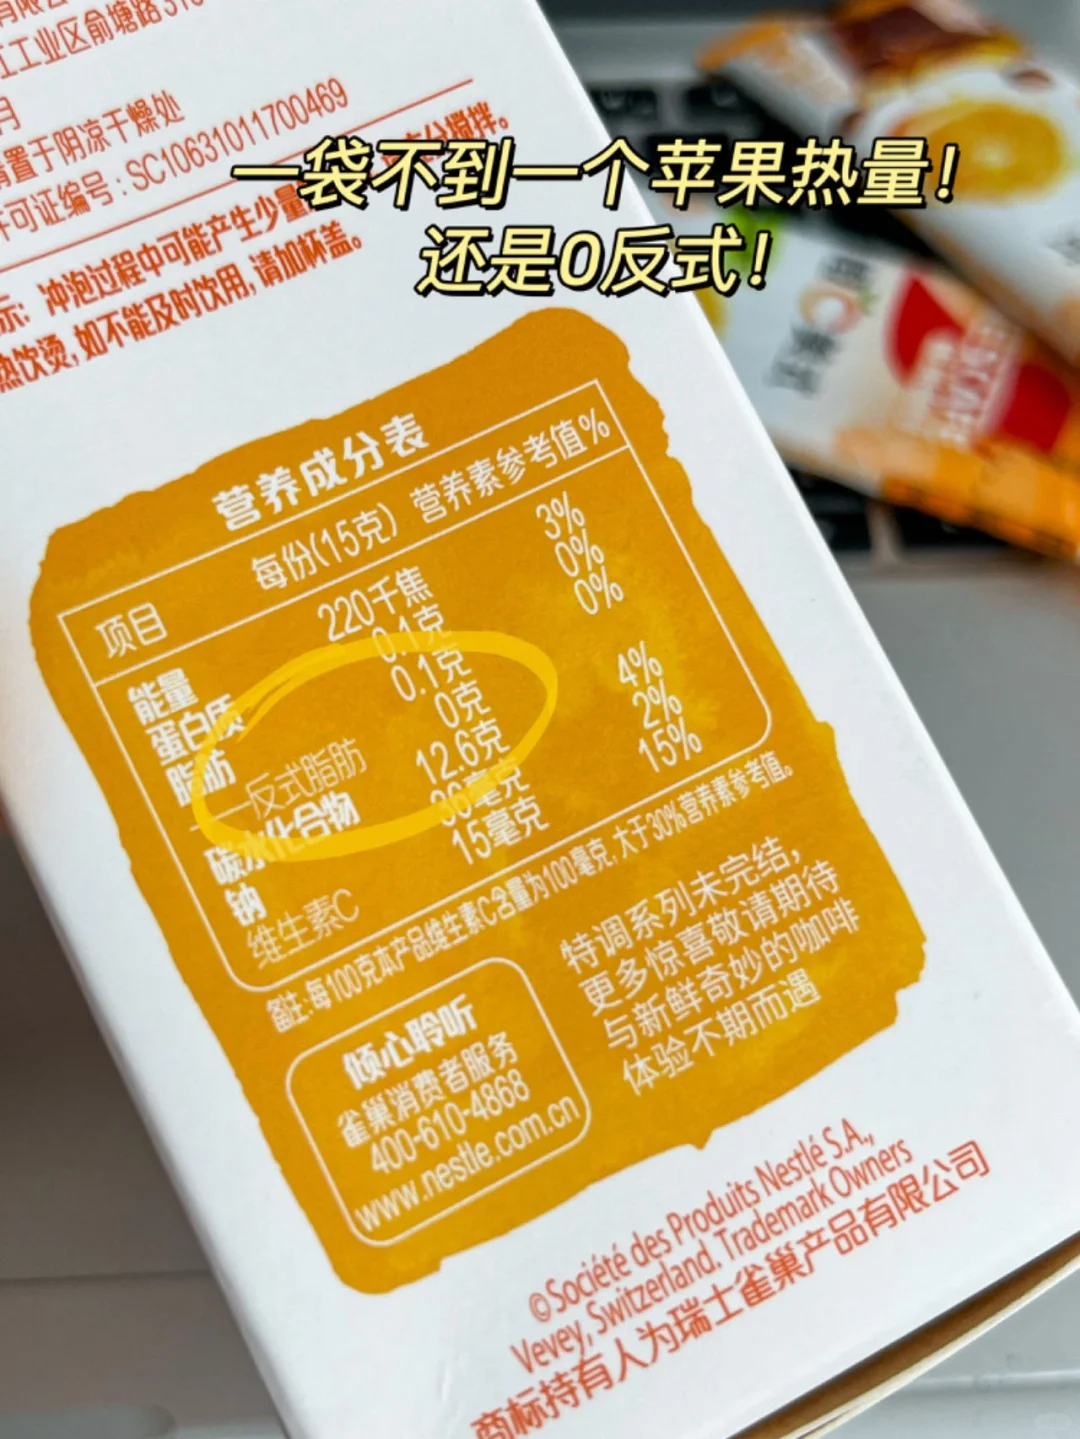 江工业区俞塘路
置于阴凉干燥处
许可证编号：SC10631011700469
一袋不到一个苹果热量！
还是0反式！
示：冲泡过程中可能产生少量
充分搅拌。
热饮烫，如不能及时饮用，请加杯盖。
营养成分表
项目 每份(15克) 营养素参考值%
能量 220千焦 3%
蛋白质 0.1克 0%
脂肪 0.1克 0%
—反式脂肪 0克
碳水化合物 12.6克 4%
钠 36毫克 2%
维生素C 15毫克 15%
备注：每100克本产品维生素C含量为100毫克，大于30%营养素参考值。
倾心聆听
雀巢消费者服务
400-610-4868
www.nestle.com.cn
特调系列未完结，
更多惊喜敬请期待
与新鲜奇妙的咖啡
体验不期而遇
©Société des Produits Nestlé S.A.,
Vevey, Switzerland. Trademark Owners
商标持有人为瑞士雀巢产品有限公司